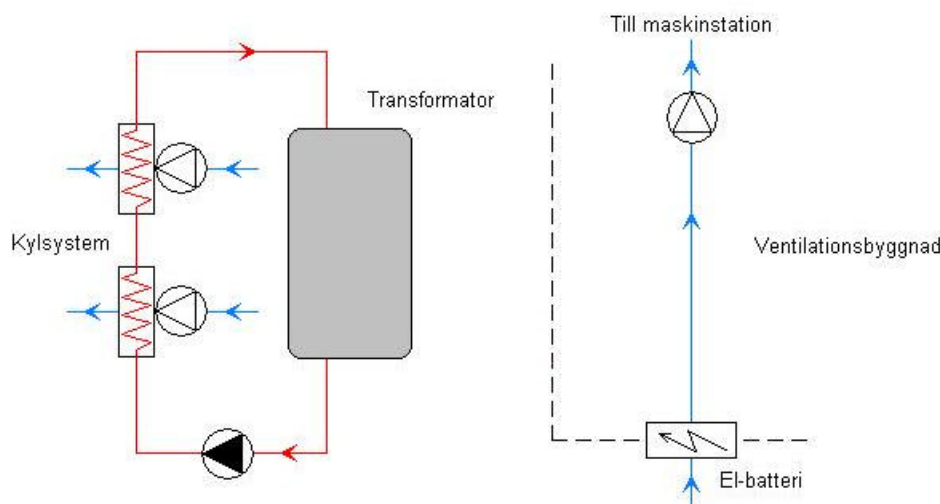 Till maskinstation
Transformator
Kylsystem
Ventilationsbyggnad
El-batteri